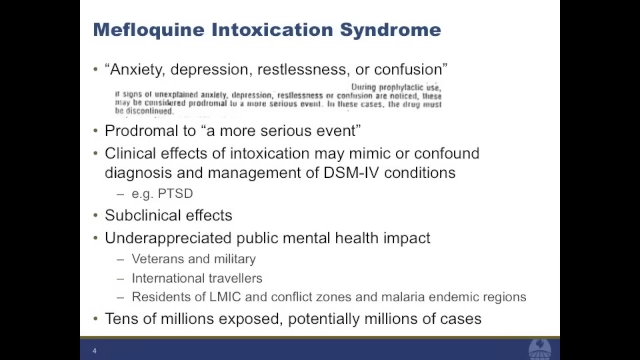 Mefloquine Intoxication Syndrome
• "Anxiety, depression, restlessness, or confusion"
During prophylactic use,
if signs of unexplained anxiety, depression, restlessness or confusion are noticed, these
may be considered prodromal to a more serious event. In these cases, the drug must
be discontinued.
• Prodromal to "a more serious event"
• Clinical effects of intoxication may mimic or confound
diagnosis and management of DSM-IV conditions
– e.g. PTSD
• Subclinical effects
• Underappreciated public mental health impact
– Veterans and military
– International travellers
– Residents of LMIC and conflict zones and malaria endemic regions
• Tens of millions exposed, potentially millions of cases
4